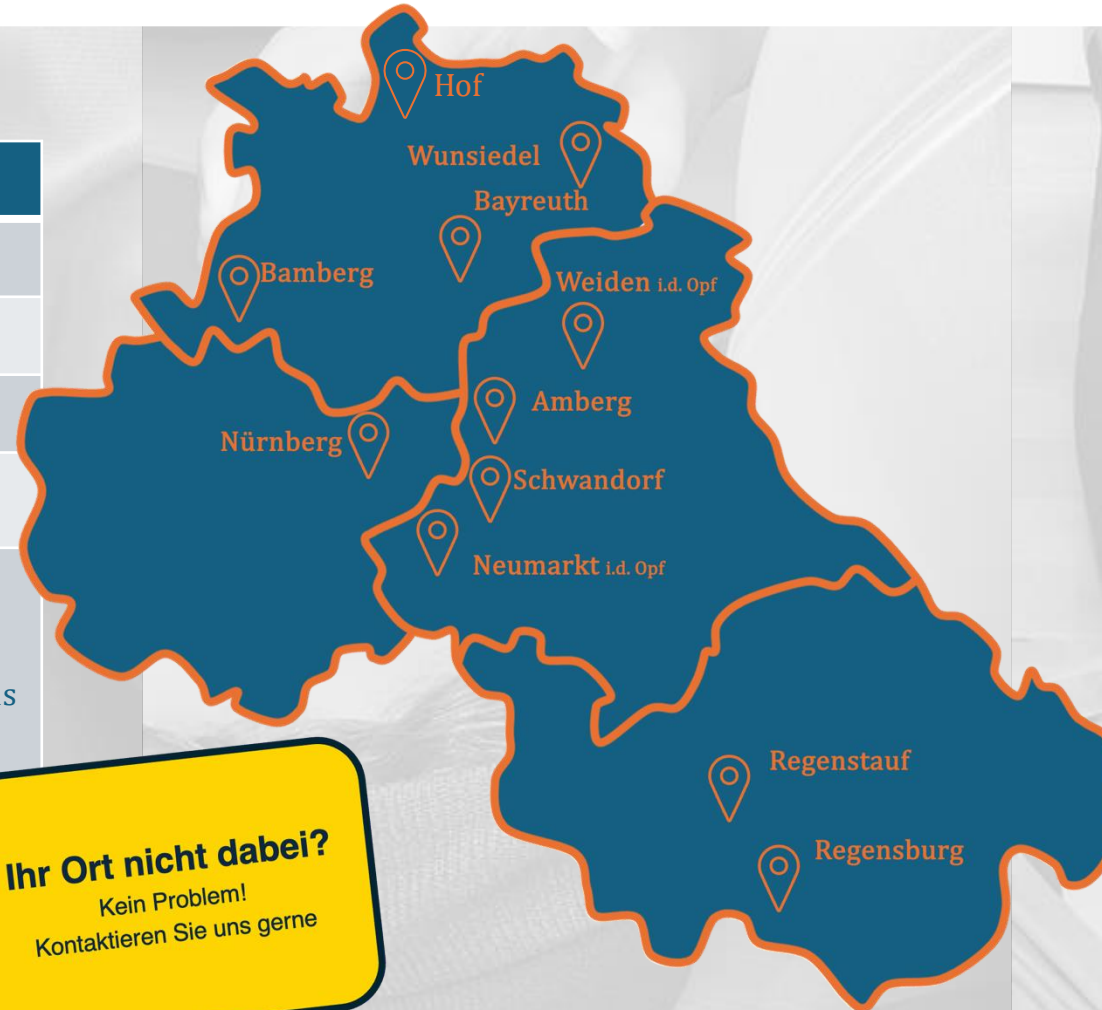 Hof
Wunsiedel
Bayreuth
Bamberg
Weiden i.d. Opf
Amberg
Nürnberg
Schwandorf
Neumarkt i.d. Opf
Regenstauf
Regensburg
Ihr Ort nicht dabei?
Kein Problem!
Kontaktieren Sie uns gerne